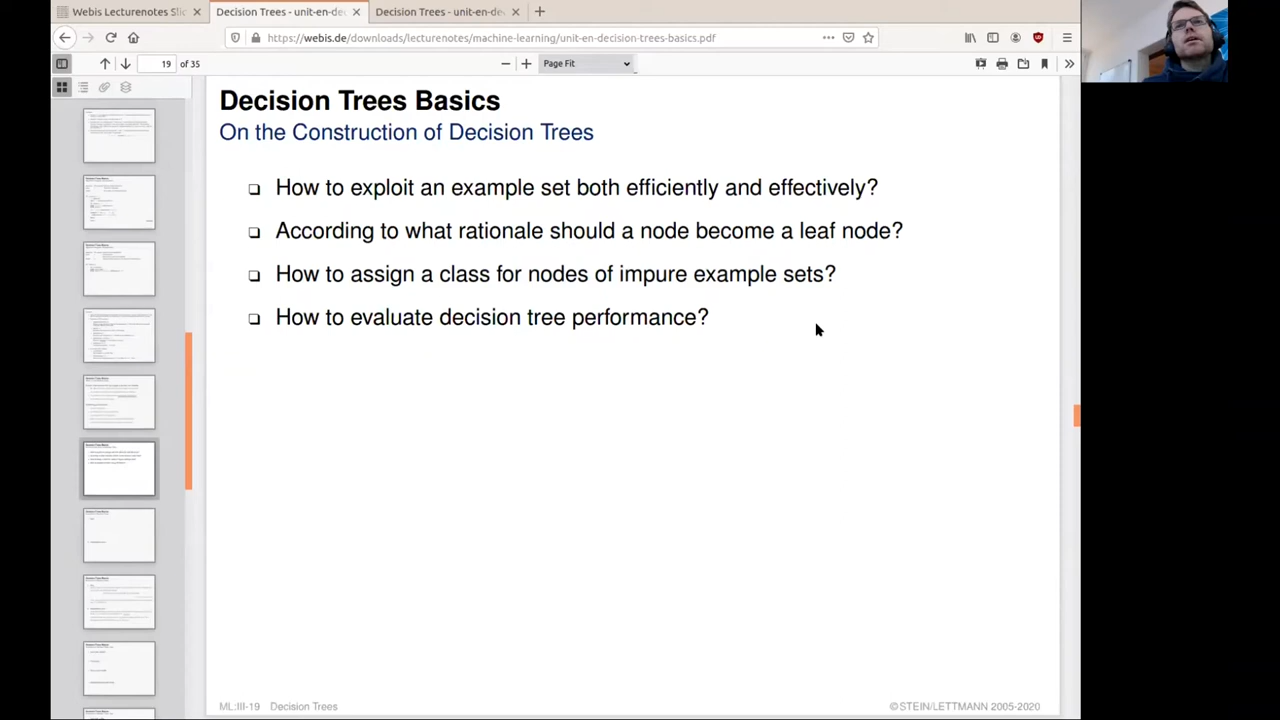 Webis Lecturenotes Sli
Decision Trees - unit-en-dec
Decision Trees - unit-en-de
https://webis.de/downloads/lecturenotes/machine-learning/unit-en-decision-trees-basics.pdf
19 of 35
Page Fit
Decision Trees Basics
On the Construction of Decision Trees
❏ How to exploit an example set both efficiently and effectively?
❏ According to what rationale should a node become a leaf node?
❏ How to assign a class for nodes of impure example sets?
❏ How to evaluate decision tree performance?
ML:III-19 Decision Trees
©STEIN/LETTMANN 2005-2020